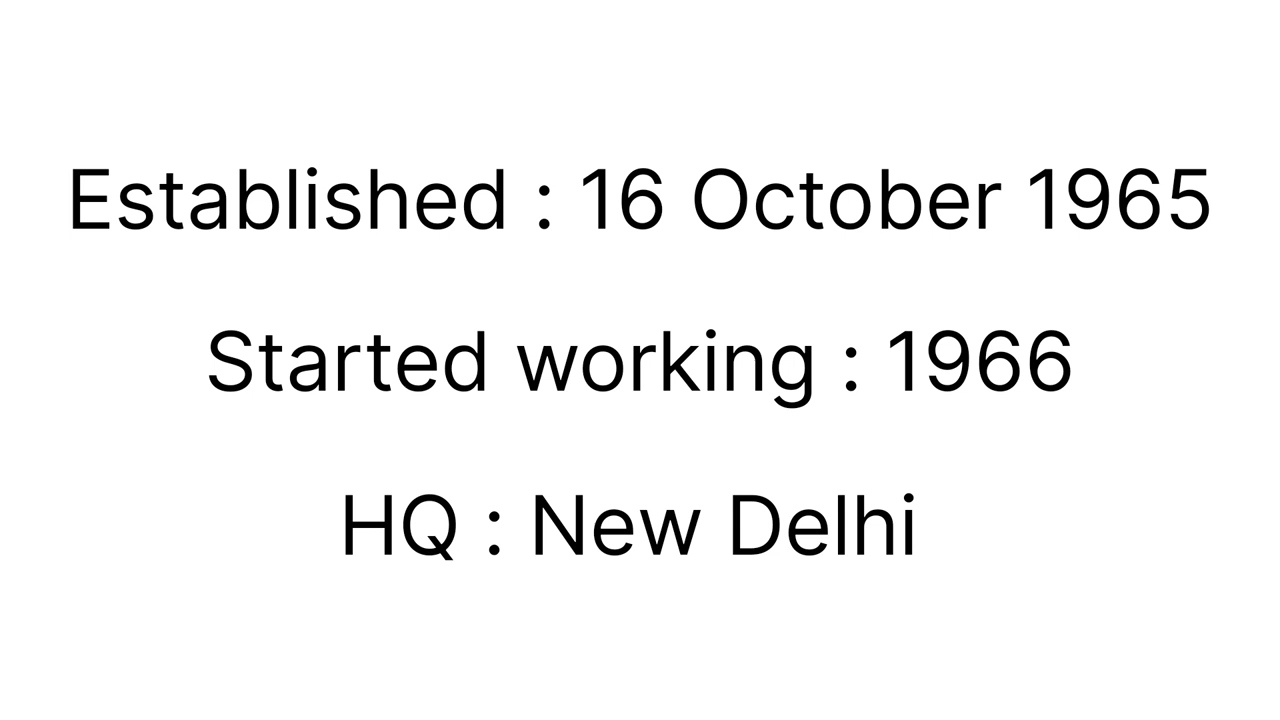 Established : 16 October 1965
Started working : 1966
HQ : New Delhi